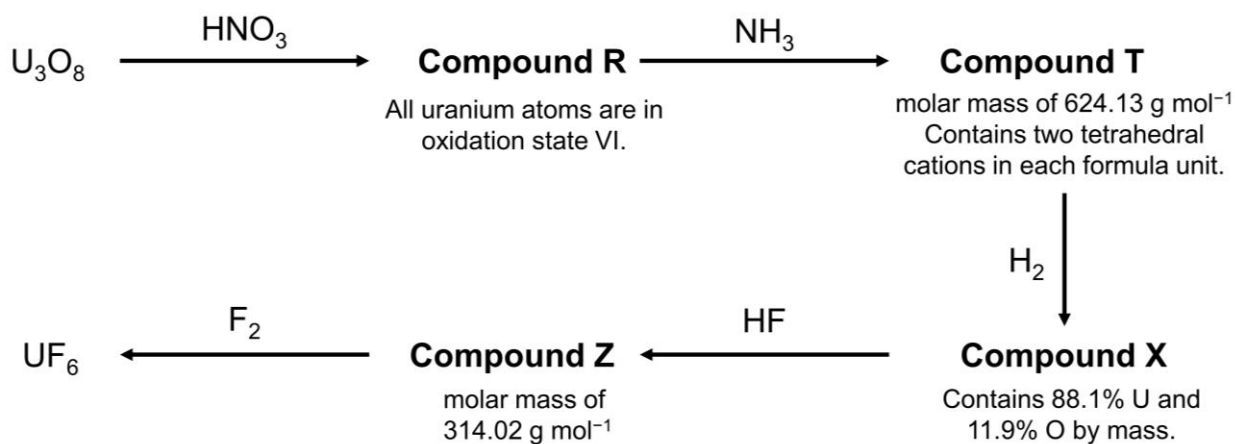 U₃O₈
HNO₃
Compound R
All uranium atoms are in
oxidation state VI.
NH₃
Compound T
molar mass of 624.13 g mol⁻¹
Contains two tetrahedral
cations in each formula unit.
H₂
Compound X
Contains 88.1% U and
11.9% O by mass.
HF
Compound Z
molar mass of
314.02 g mol⁻¹
F₂
UF₆